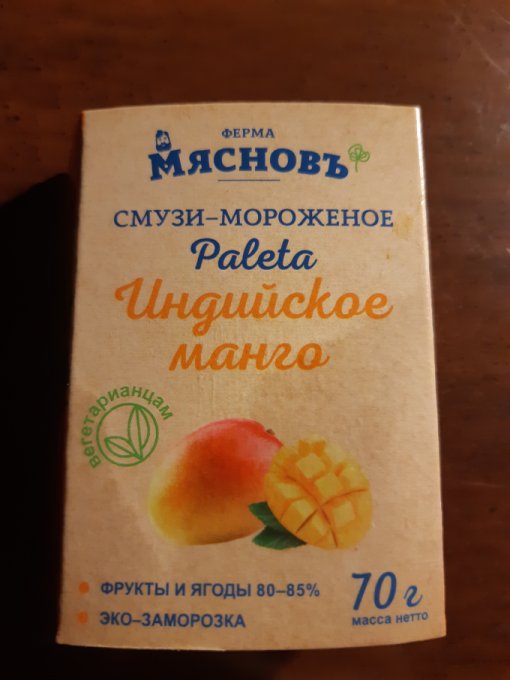 ФЕРМА
МЯСНОВЪ
СМУЗИ–МОРОЖЕНОЕ
Paleta
Индийское
манго
вегетарианцам
• ФРУКТЫ И ЯГОДЫ 80–85%
• ЭКО–ЗАМОРОЗКА
70 г
масса нетто